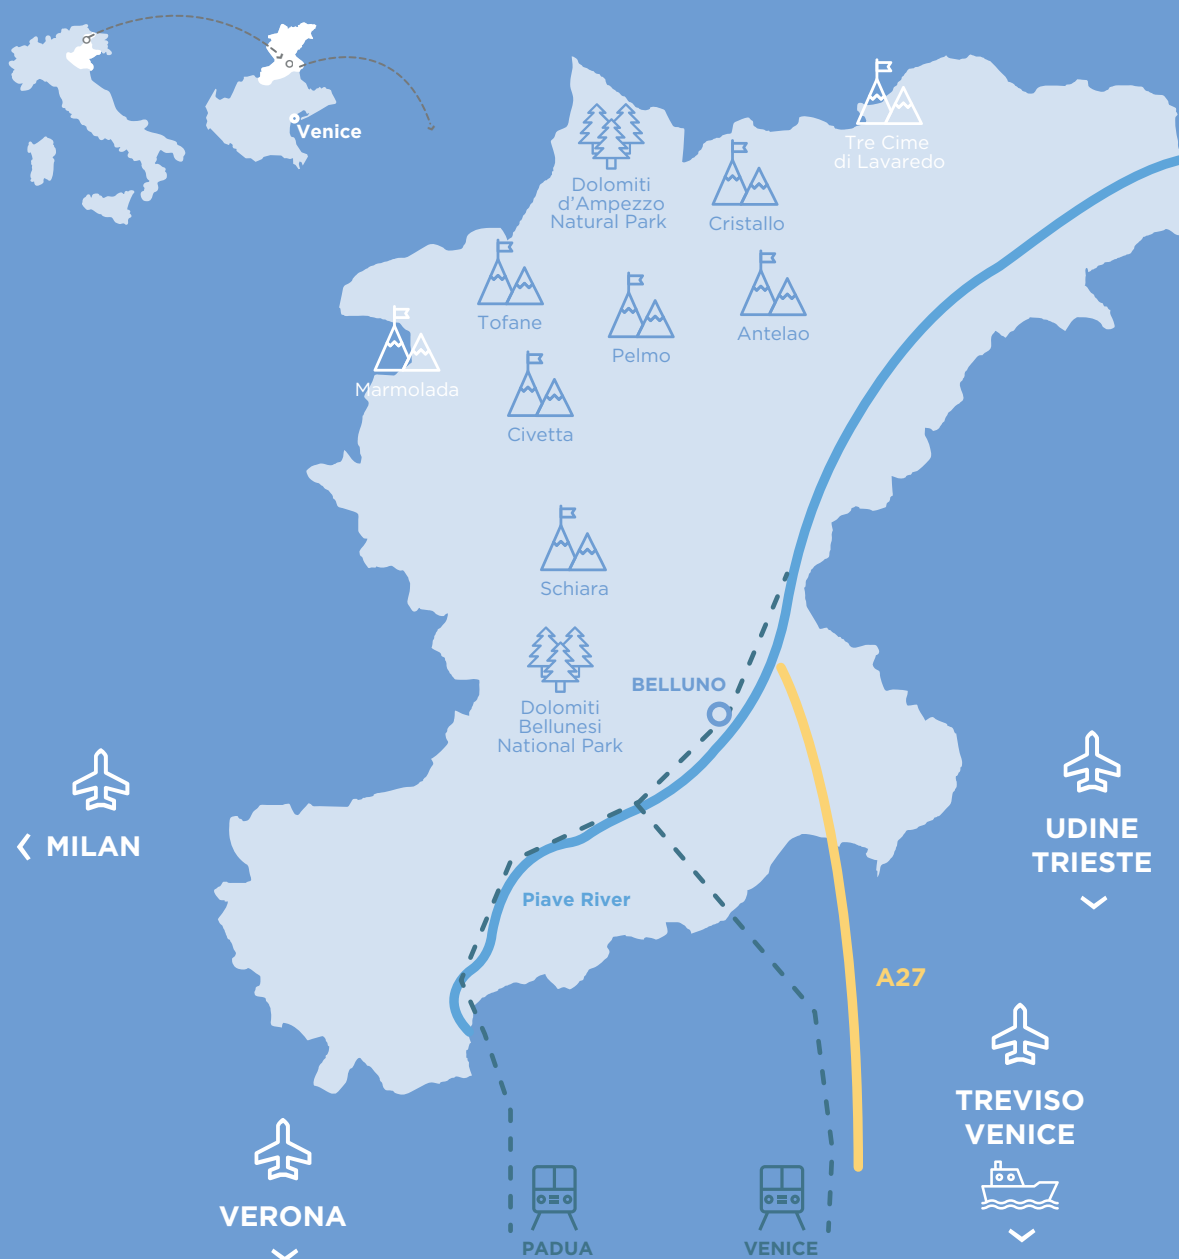 Venice
Tre Cime
di Lavaredo
Dolomiti
d'Ampezzo
Natural Park
Cristallo
Tofane
Antelao
Pelmo
Marmolada
Civetta
Schiara
BELLUNO
Dolomiti
Bellunesi
National Park
MILAN
UDINE
TRIESTE
Piave River
A27
TREVISO
VENICE
VERONA
PADUA
VENICE